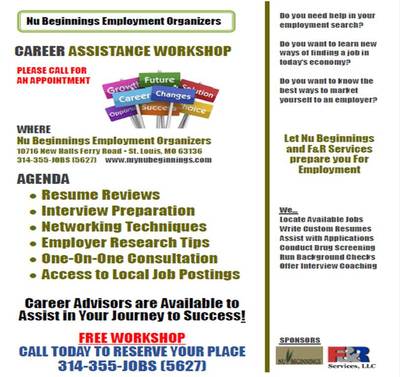 Nu Beginnings Employment Organizers
CAREER ASSISTANCE WORKSHOP
PLEASE CALL FOR
AN APPOINTMENT
Growth
Future
Solution
Career
Changes
Opportu
Success
Choice
WHERE
Nu Beginnings Employment Organizers
10716 New Halls Ferry Road - St. Louis, MO 63136
314-355-JOBS (5627) www.mynubeginnings.com
AGENDA
• Resume Reviews
• Interview Preparation
• Networking Techniques
• Employer Research Tips
• One-On-One Consultation
• Access to Local Job Postings
Career Advisors are Available to
Assist in Your Journey to Success!
FREE WORKSHOP
CALL TODAY TO RESERVE YOUR PLACE
314-355-JOBS (5627)
Do you need help in your
employment search?
Do you want to learn new
ways of finding a job in
today's economy?
Do you want to know the
best ways to market
yourself to an employer?
Let Nu Beginnings
and F&R Services
prepare you For
Employment
We...
Locate Available Jobs
Write Custom Resumes
Assist with Applications
Conduct Drug Screening
Run Background Checks
Offer Interview Coaching
SPONSORS
NU BEGINNINGS
F&R
Services, LLC